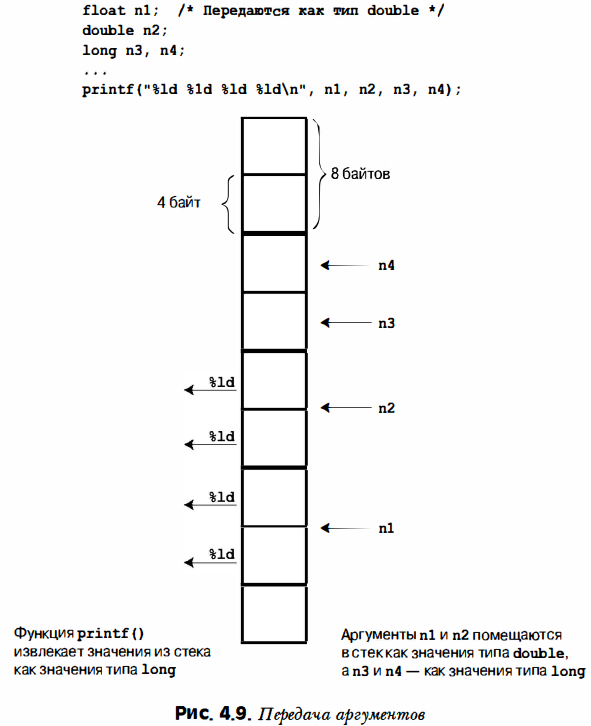 float n1;  /* Передаются как тип double */
double n2;
long n3, n4;
...
printf("%ld %1d %ld %ld\n", n1, n2, n3, n4);
8 байтов
4 байт
n4
n3
%ld
n2
%ld
%ld
n1
%ld
Функция printf()
извлекает значения из стека
как значения типа long
Аргументы n1 и n2 помещаются
в стек как значения типа double,
а n3 и n4 — как значения типа long
Рис. 4.9. Передача аргументов